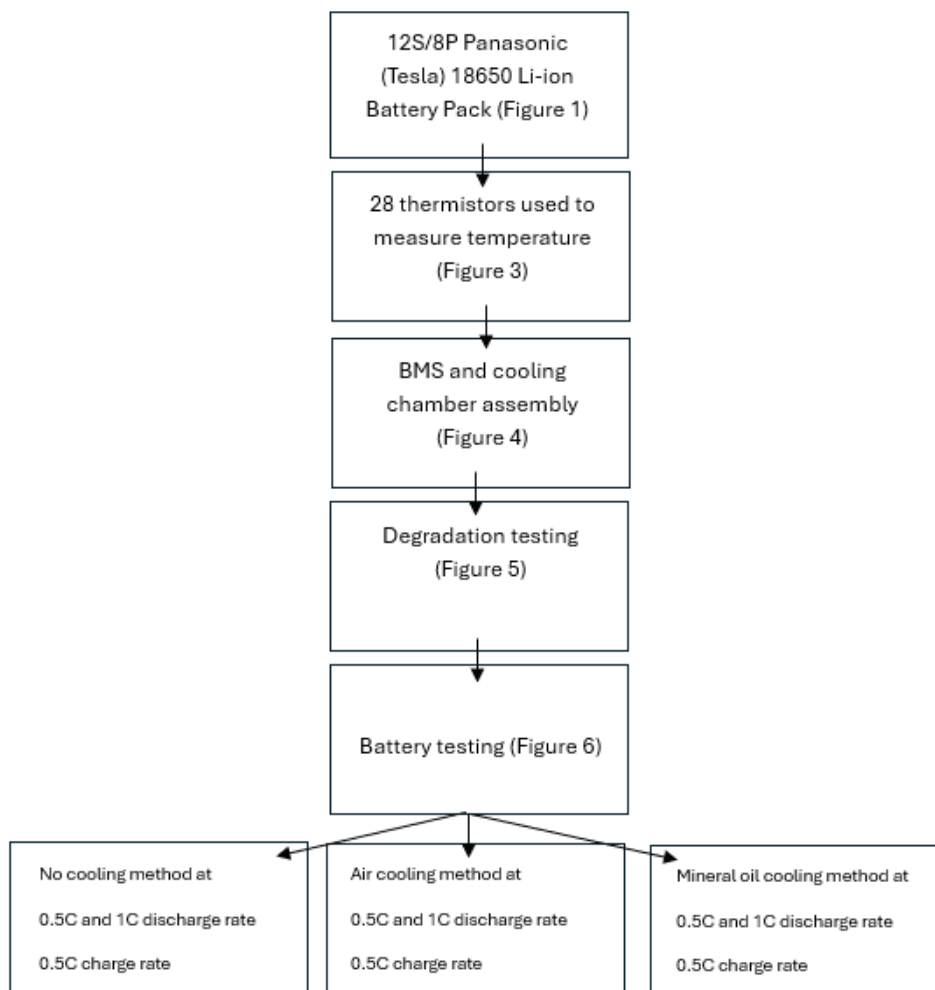 12S/8P Panasonic
(Tesla) 18650 Li-ion
Battery Pack (Figure 1)
28 thermistors used to
measure temperature
(Figure 3)
BMS and cooling
chamber assembly
(Figure 4)
Degradation testing
(Figure 5)
Battery testing (Figure 6)
No cooling method at
0.5C and 1C discharge rate
0.5C charge rate
Air cooling method at
0.5C and 1C discharge rate
0.5C charge rate
Mineral oil cooling method at
0.5C and 1C discharge rate
0.5C charge rate